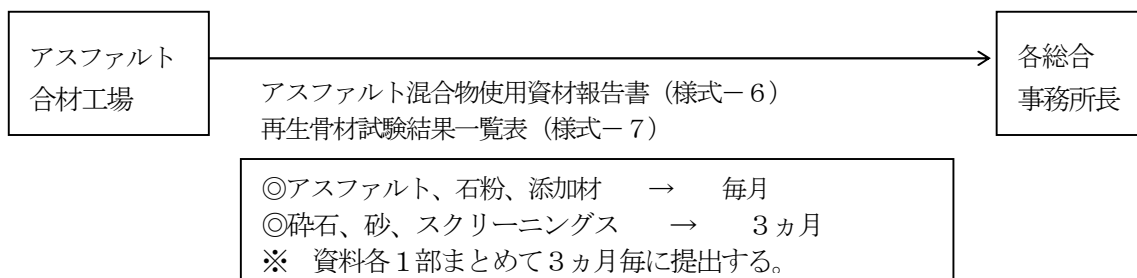 アスファルト
合材工場
各総合
事務所長
アスファルト混合物使用資材報告書（様式－６）
再生骨材試験結果一覧表（様式－７）
◎アスファルト、石粉、添加材　→　毎月
◎砕石、砂、スクリーニングス　→　３ヵ月
※　資料各１部まとめて３ヵ月毎に提出する。